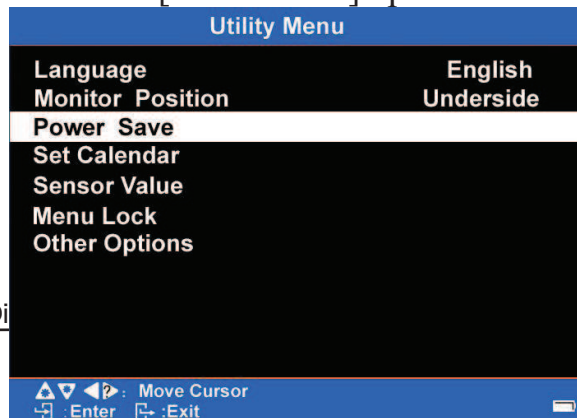 Utility Menu
Language English
Monitor Position Underside
Power Save
Set Calendar
Sensor Value
Menu Lock
Other Options
: Move Cursor
:Enter :Exit